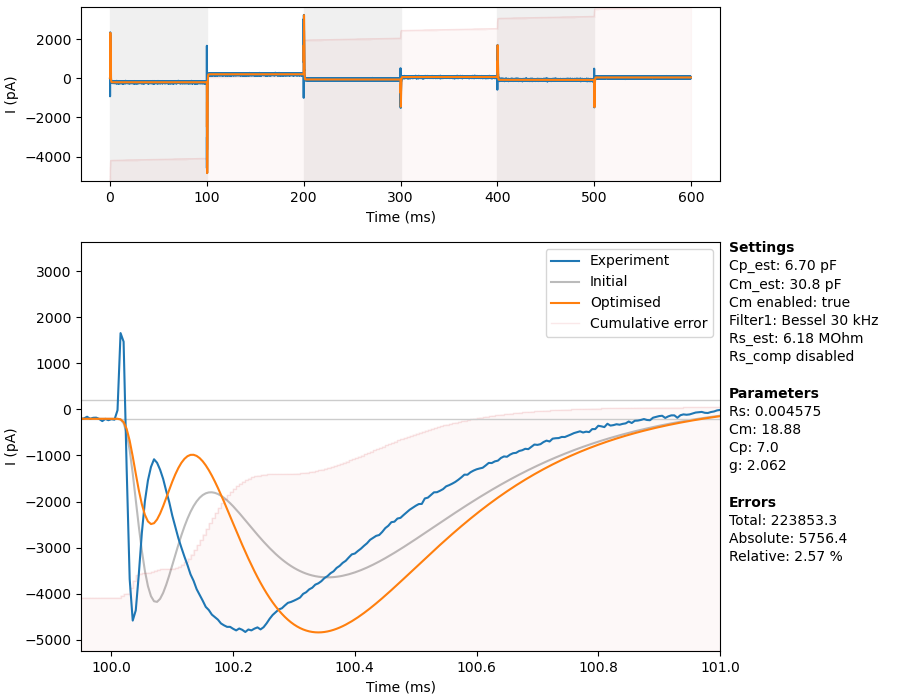 2000
0
−2000
−4000
I (pA)
0
100
200
300
400
500
600
Time (ms)
3000
2000
1000
0
−1000
−2000
−3000
−4000
−5000
I (pA)
Experiment
Initial
Optimised
Cumulative error
100.0
100.2
100.4
100.6
100.8
101.0
Time (ms)
Settings
Cp_est: 6.70 pF
Cm_est: 30.8 pF
Cm enabled: true
Filter1: Bessel 30 kHz
Rs_est: 6.18 MOhm
Rs_comp disabled
Parameters
Rs: 0.004575
Cm: 18.88
Cp: 7.0
g: 2.062
Errors
Total: 223853.3
Absolute: 5756.4
Relative: 2.57 %